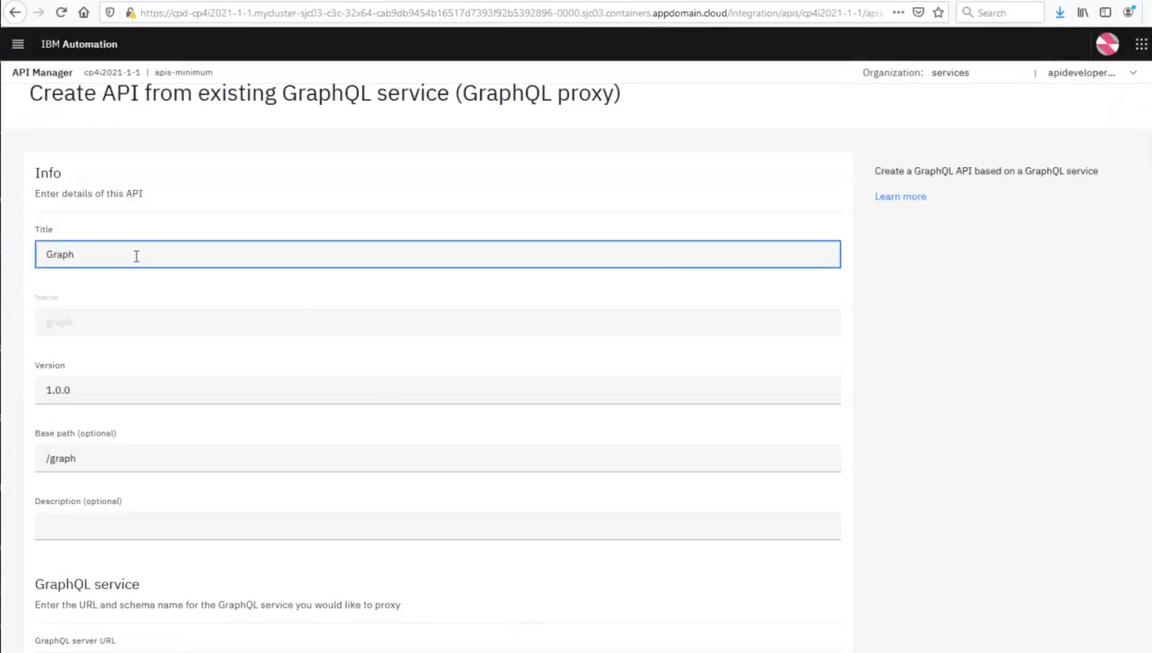 https://cpd-cp4i2021-1-1.mycluster-sjc03-c3c-32x64-cab9db9454b16517d7393f92b5392896-0000.sjc03.containers.appdomain.cloud/integration/apis/cp4i2021-1-1/apis
Search
IBM Automation
API Manager cp4i2021-1-1 | apis-minimum
Organization: services | apideveloper...
Create API from existing GraphQL service (GraphQL proxy)
Info
Enter details of this API
Create a GraphQL API based on a GraphQL service
Learn more
Title
Graph
Name
graph
Version
1.0.0
Base path (optional)
/graph
Description (optional)
GraphQL service
Enter the URL and schema name for the GraphQL service you would like to proxy
GraphQL server URL